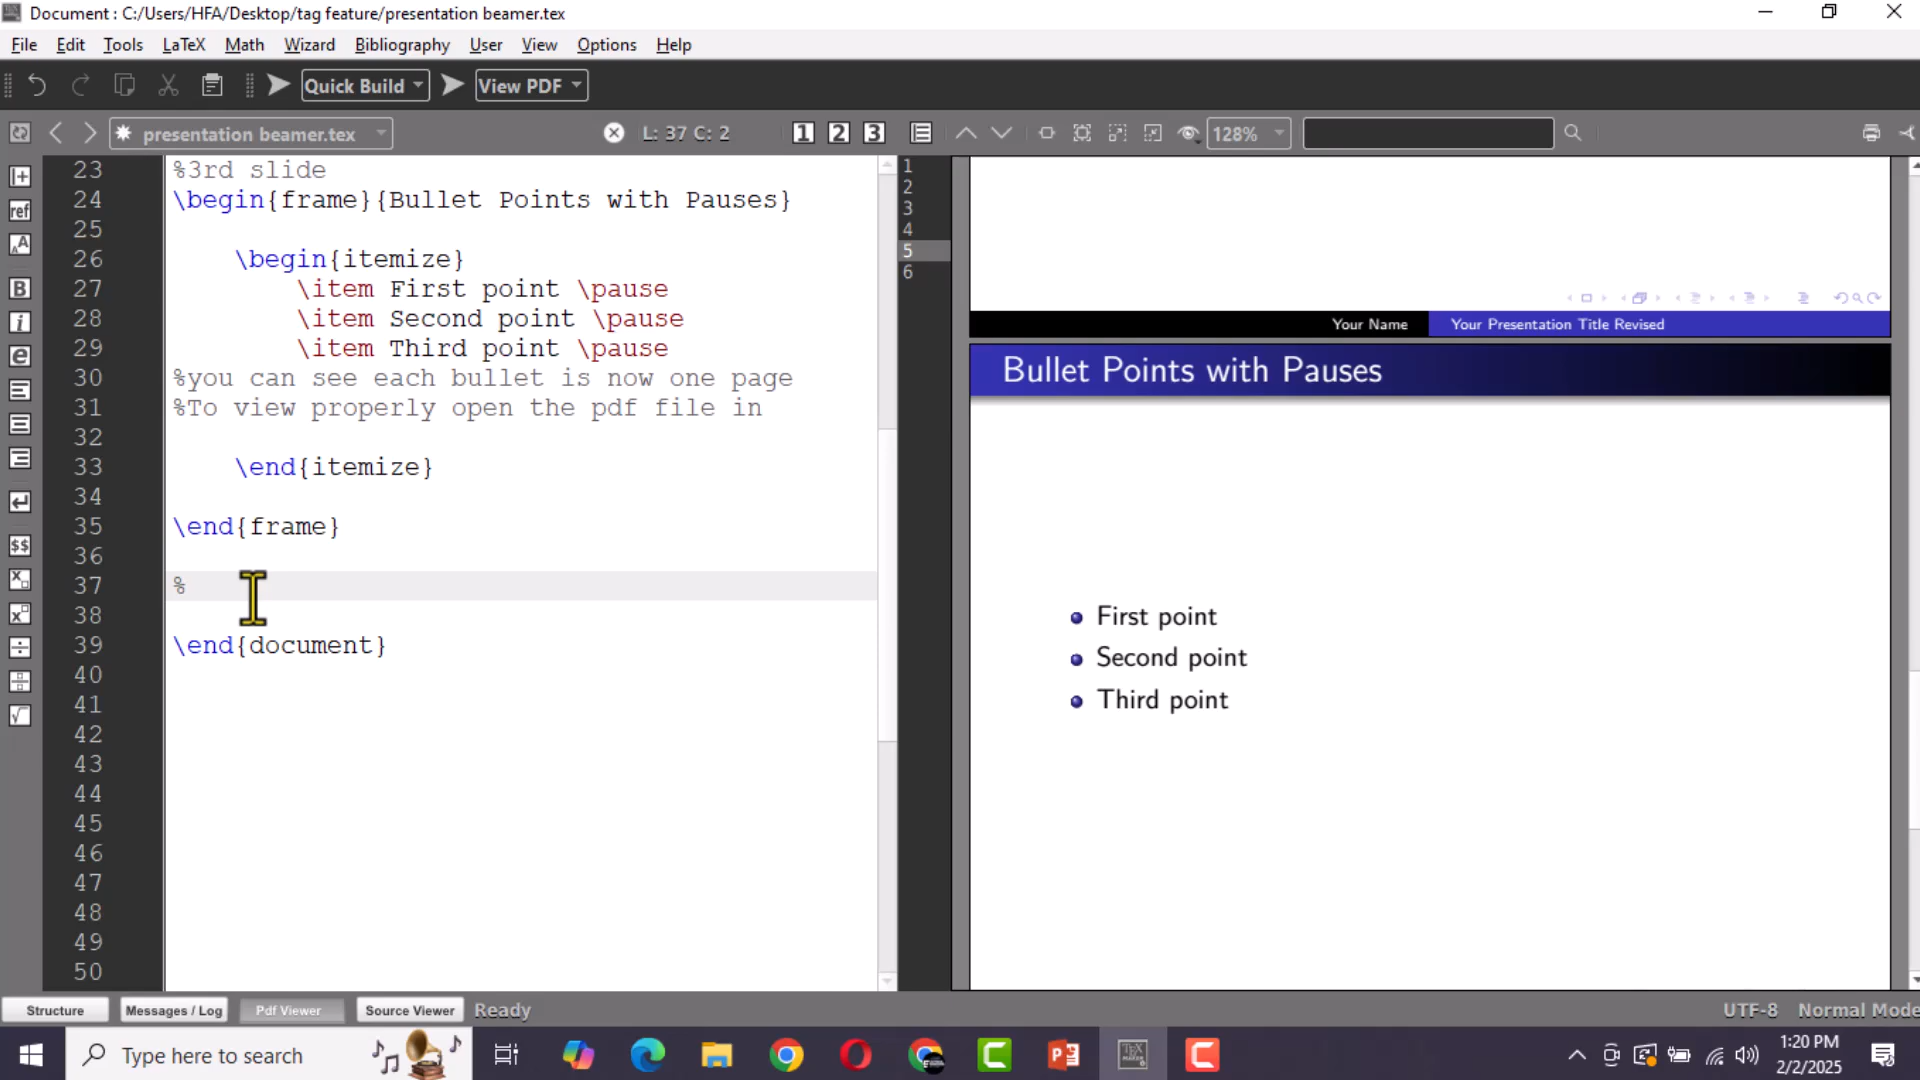 Document : C:/Users/HFA/Desktop/tag feature/presentation beamer.tex
File Edit Tools LaTeX Math Wizard Bibliography User View Options Help
Quick Build View PDF
presentation beamer.tex L: 37 C: 2 1 2 3 128%
23 %3rd slide
24 \begin{frame}{Bullet Points with Pauses}
25
26 \begin{itemize}
27 \item First point \pause
28 \item Second point \pause
29 \item Third point \pause
30 %you can see each bullet is now one page
31 %To view properly open the pdf file in
32
33 \end{itemize}
34
35 \end{frame}
36
37 %
38
39 \end{document}
40
41
42
43
44
45
46
47
48
49
50
1
2
3
4
5
6
Your Name Your Presentation Title Revised
Bullet Points with Pauses
First point
Second point
Third point
Structure Messages / Log Pdf Viewer Source Viewer Ready UTF-8 Normal Mode
Type here to search
1:20 PM
2/2/2025